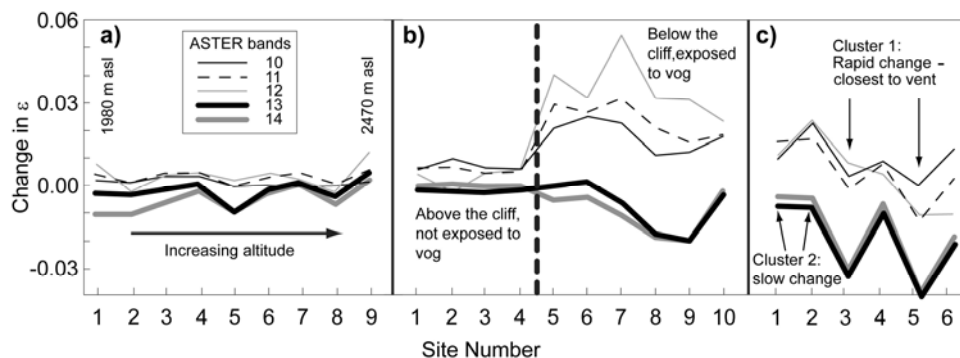 0.06
0.03
0.00
-0.03
Change in ε
a)
ASTER bands
10
11
12
13
14
1980 m asl
2470 m asl
Increasing altitude
1 2 3 4 5 6 7 8 9
b)
Below the
cliff,exposed
to vog
Above the cliff,
not exposed to
vog
1 2 3 4 5 6 7 8 9 10
c)
Cluster 1:
Rapid change –
closest to vent
Cluster 2:
slow change
1 2 3 4 5 6
Site Number